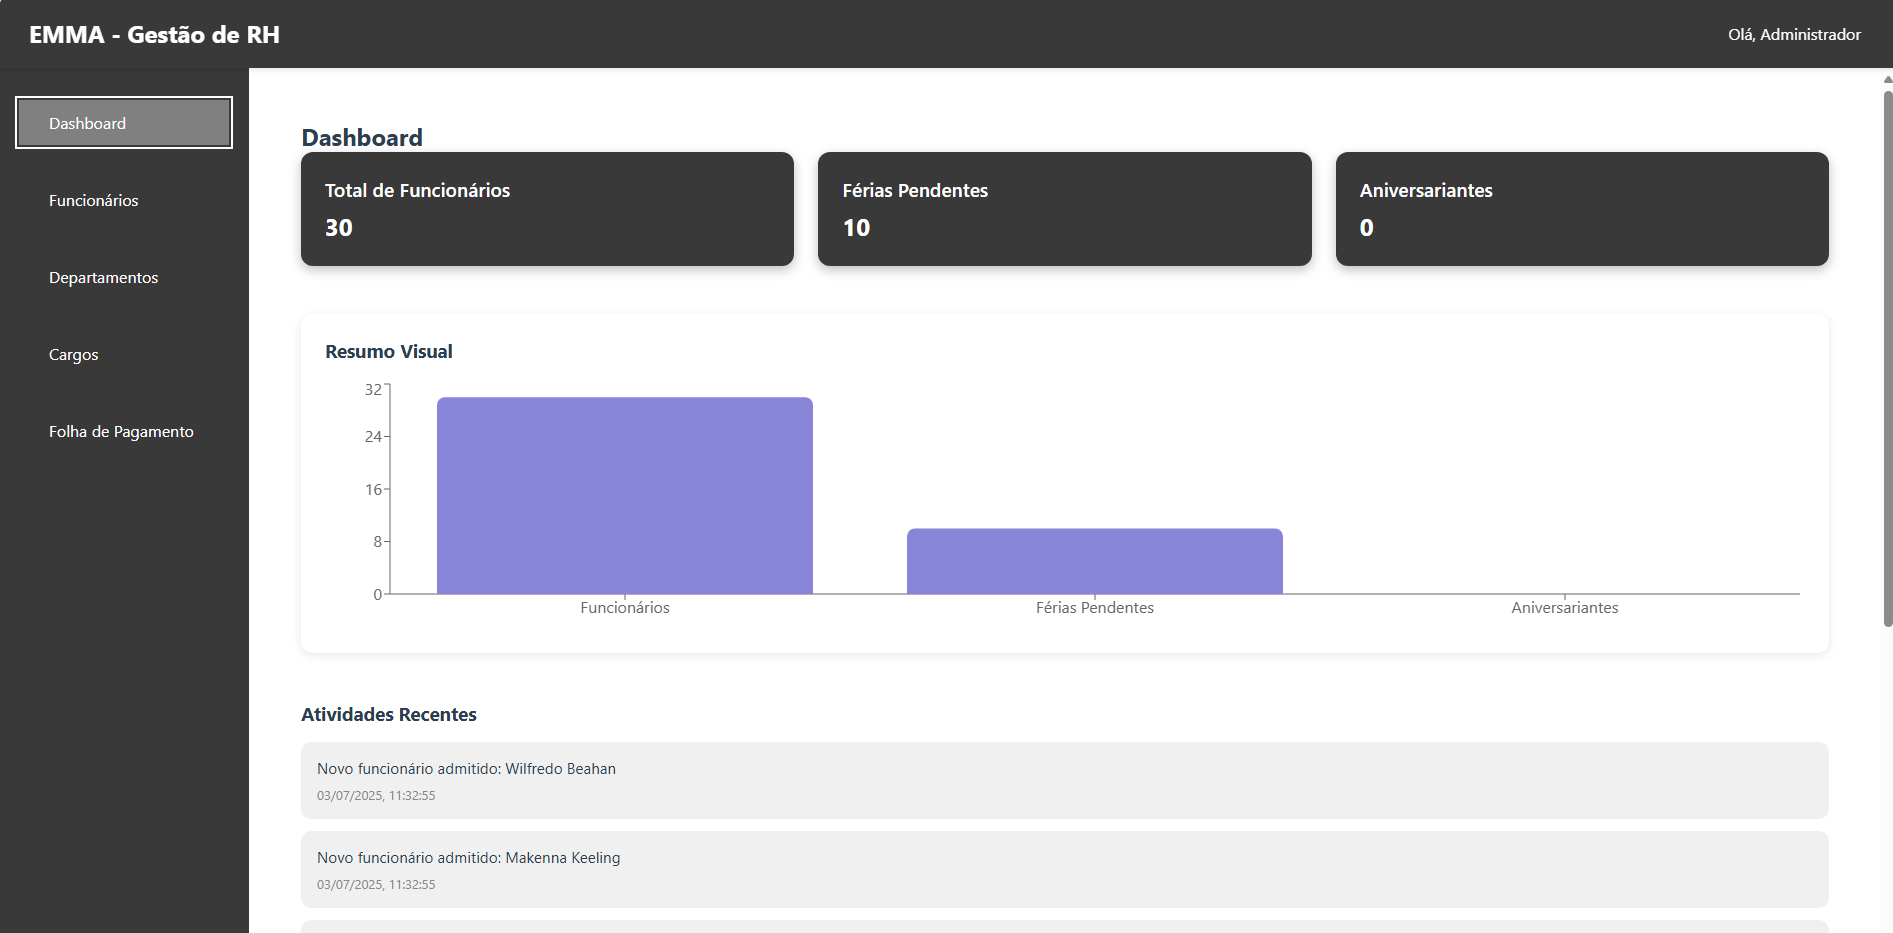 EMMA - Gestão de RH
Olá, Administrador
Dashboard
Funcionários
Departamentos
Cargos
Folha de Pagamento
Dashboard
Total de Funcionários
30
Férias Pendentes
10
Aniversariantes
0
Resumo Visual
32
24
16
8
0
Funcionários
Férias Pendentes
Aniversariantes
Atividades Recentes
Novo funcionário admitido: Wilfredo Beahan
03/07/2025, 11:32:55
Novo funcionário admitido: Makenna Keeling
03/07/2025, 11:32:55